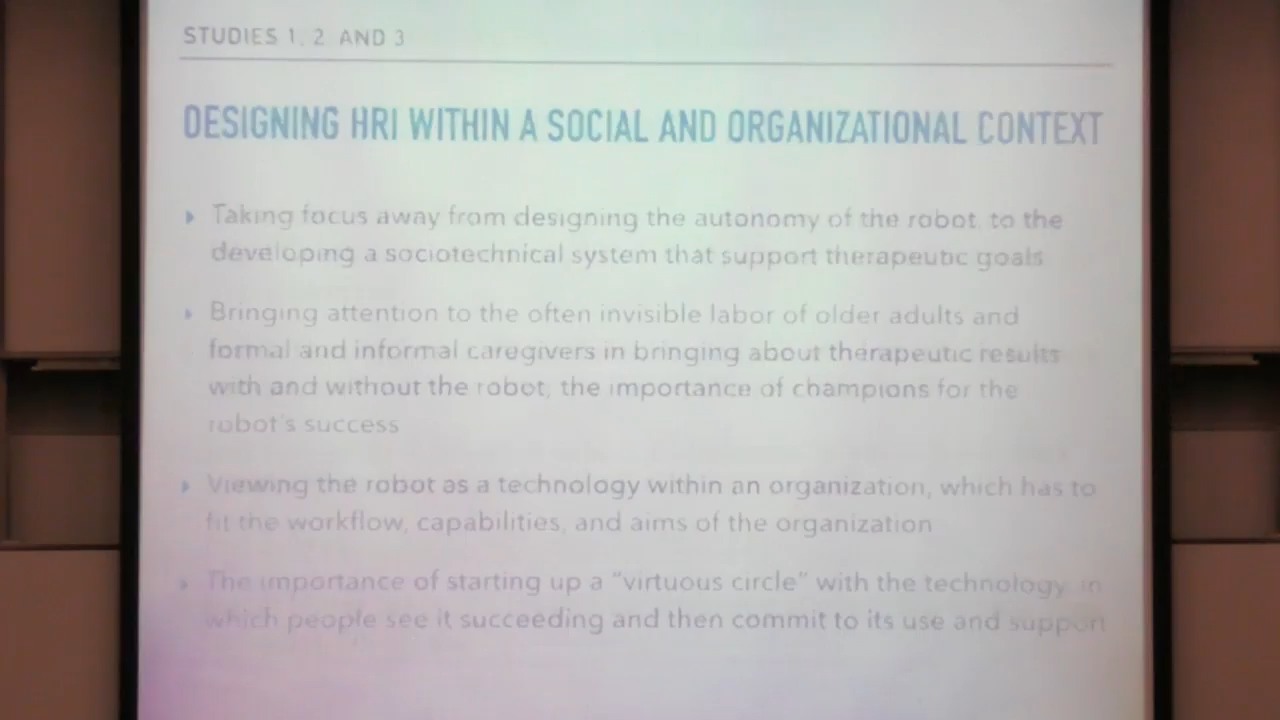 STUDIES 1, 2 AND 3
DESIGNING HRI WITHIN A SOCIAL AND ORGANIZATIONAL CONTEXT
Taking focus away from designing the autonomy of the robot, to the
developing a sociotechnical system that support therapeutic goals
Bringing attention to the often invisible labor of older adults and
formal and informal caregivers in bringing about therapeutic results
with and without the robot; the importance of champions for the
robot's success
Viewing the robot as a technology within an organization, which has to
fit the workflow, capabilities, and aims of the organization
The importance of starting up a "virtuous circle" with the technology in
which people see it succeeding and then commit to its use and support